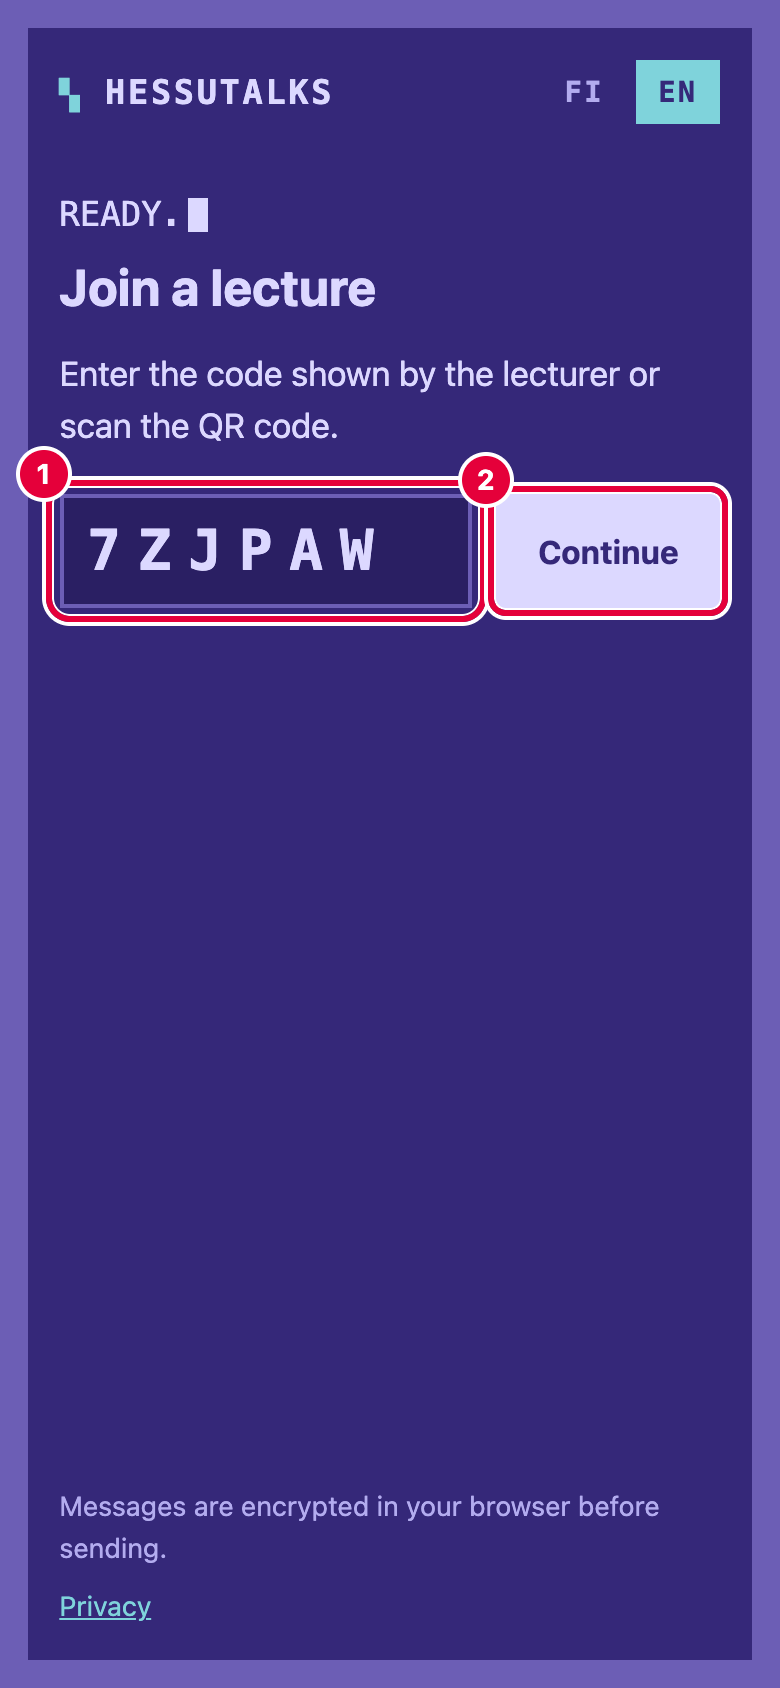 HESSUTALKS
FI EN
READY.
Join a lecture
Enter the code shown by the lecturer or
scan the QR code.
1 2
7ZJPAW Continue
Messages are encrypted in your browser before
sending.
Privacy